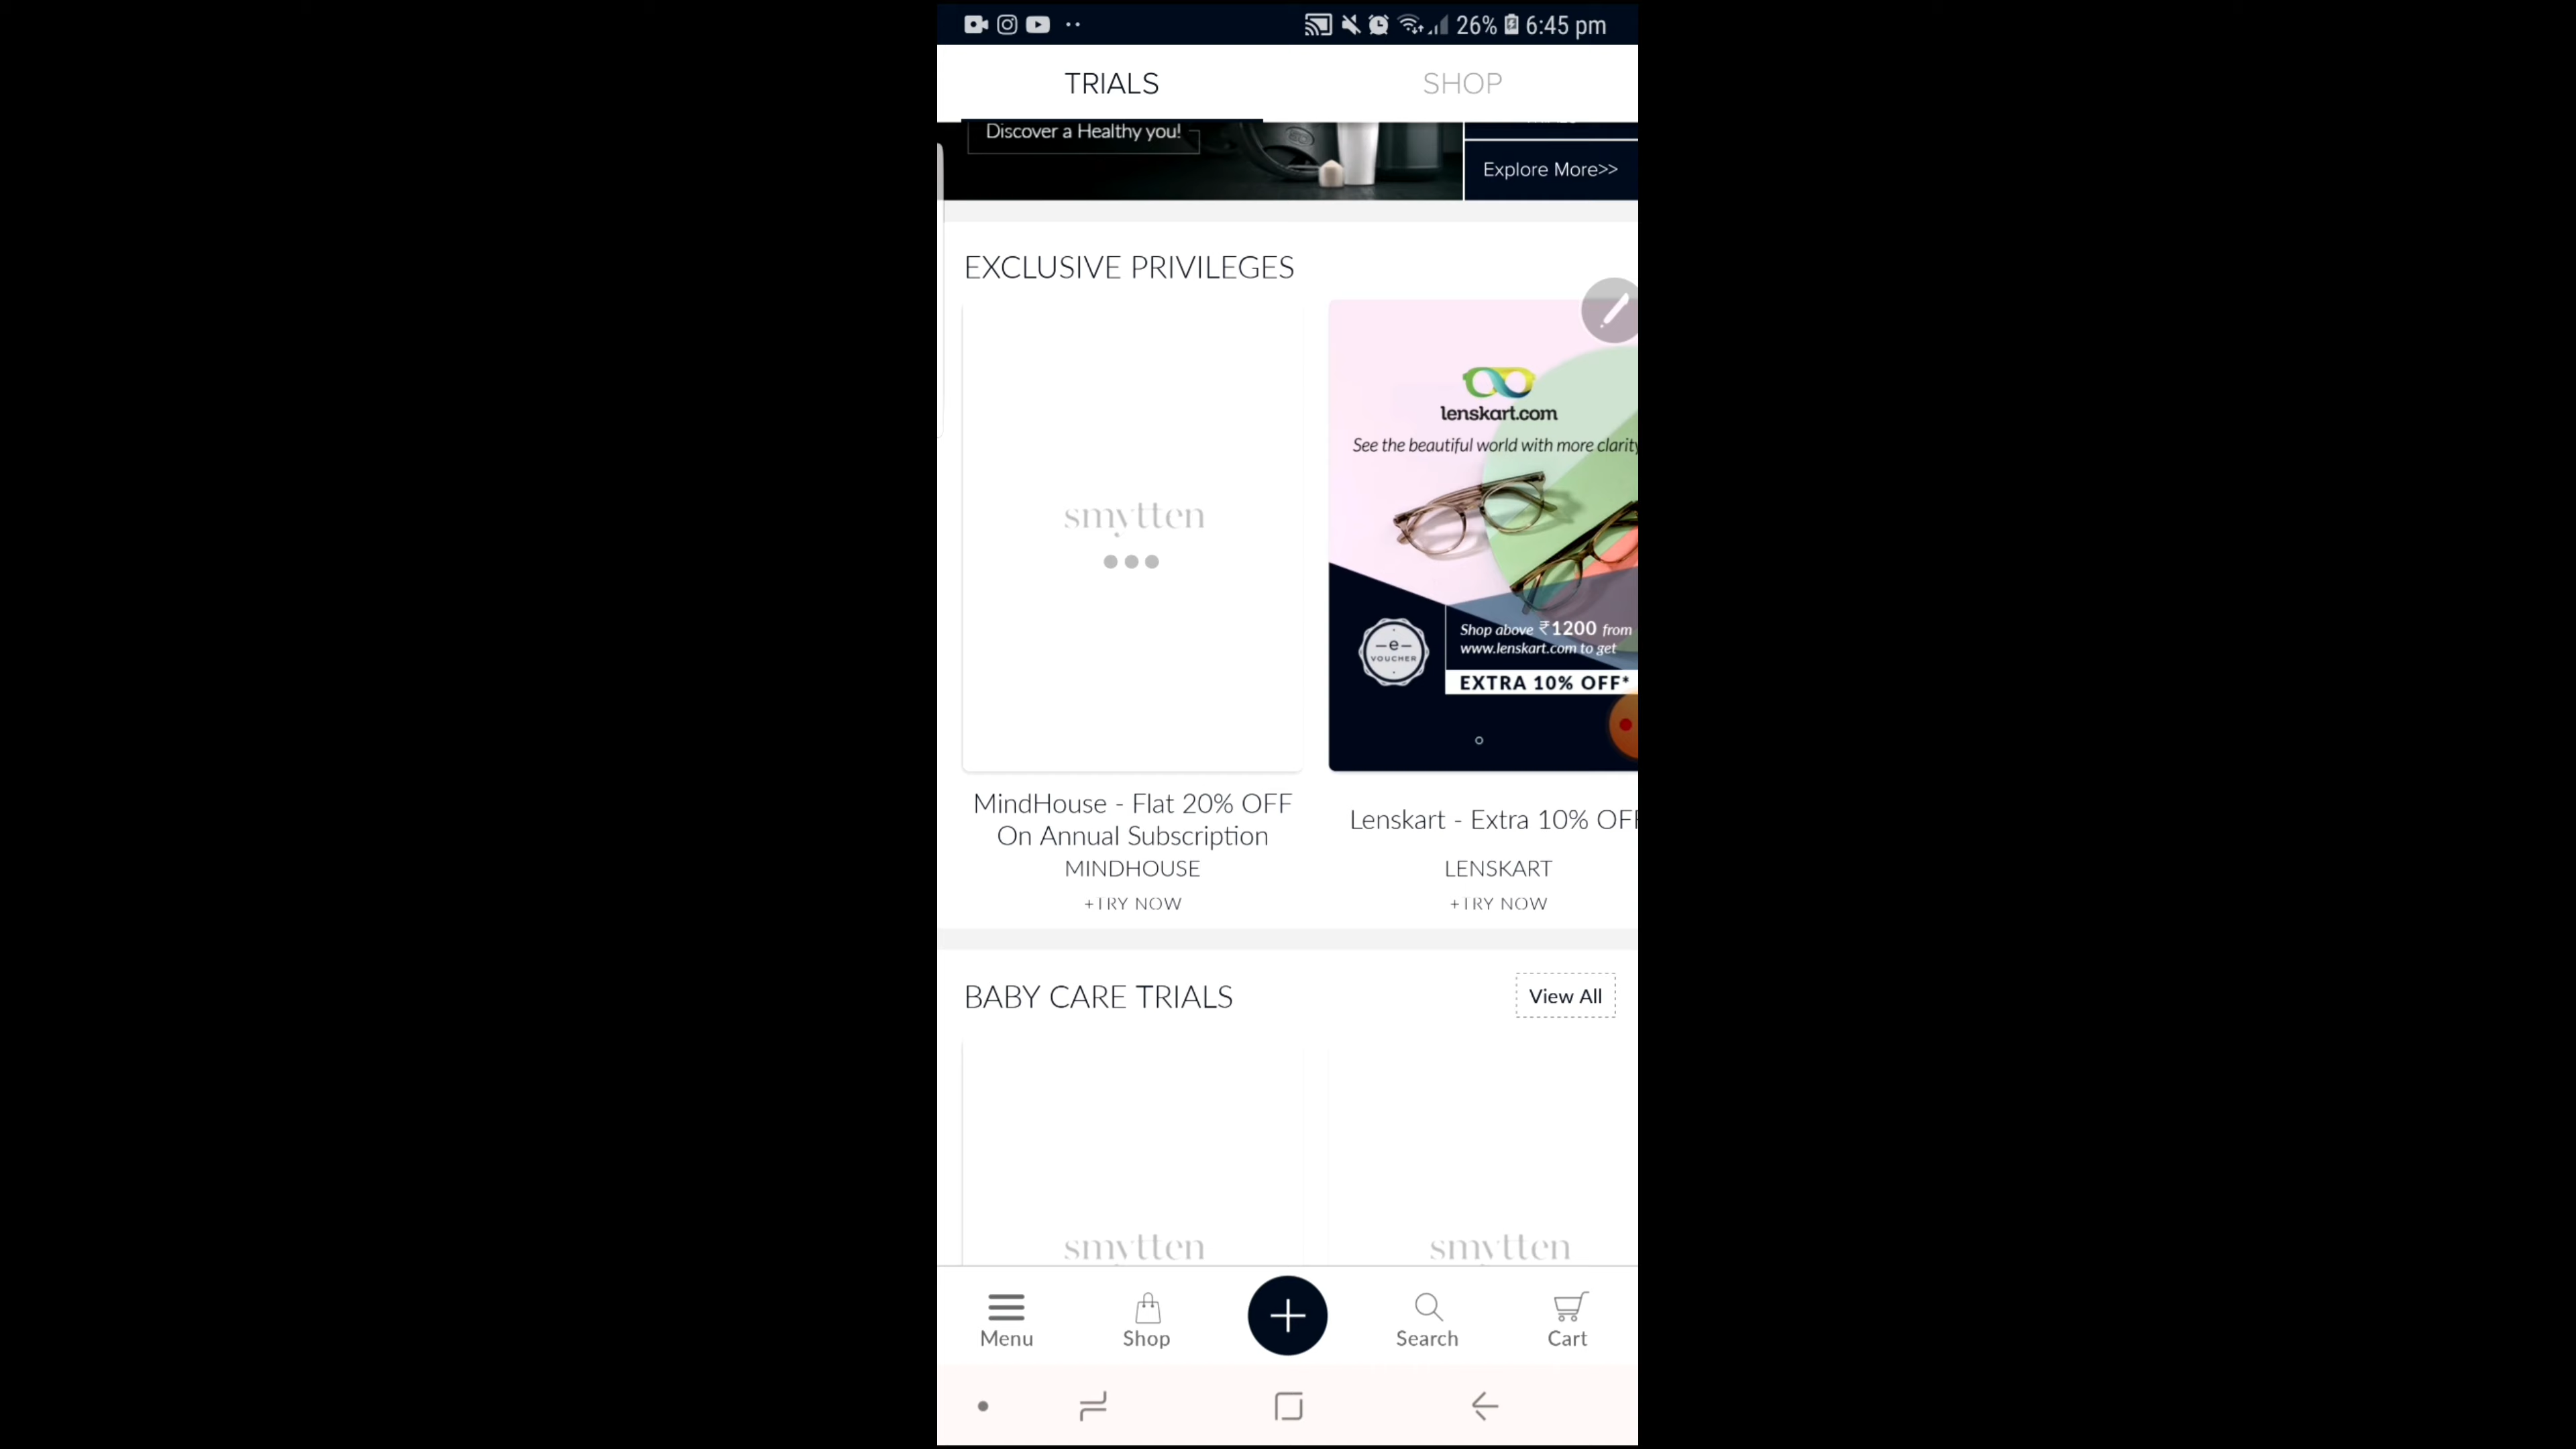 26% 6:45 pm
TRIALS
SHOP
Discover a Healthy you!
Explore More>>
EXCLUSIVE PRIVILEGES
smytten
lenskart.com
See the beautiful world with more clarity
e
VOUCHER
Shop above ₹1200 from
www.lenskart.com to get
EXTRA 10% OFF*
MindHouse - Flat 20% OFF
On Annual Subscription
MINDHOUSE
+TRY NOW
Lenskart - Extra 10% OFF
LENSKART
+TRY NOW
BABY CARE TRIALS
View All
smytten
smytten
Menu
Shop
Search
Cart